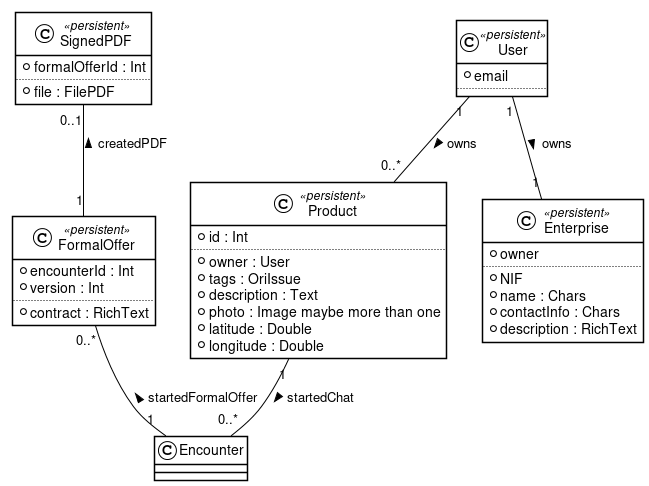 «persistent»
C SignedPDF
formalOfferId : Int
file : FilePDF
«persistent»
C User
email
0..1
createdPDF
1
1
1
owns
owns
0..*
1
«persistent»
C FormalOffer
encounterId : Int
version : Int
contract : RichText
«persistent»
C Product
id : Int
owner : User
tags : OriIssue
description : Text
photo : Image maybe more than one
latitude : Double
longitude : Double
«persistent»
C Enterprise
owner
NIF
name : Chars
contactInfo : Chars
description : RichText
0..*
1
startedFormalOffer
startedChat
1
0..*
C Encounter